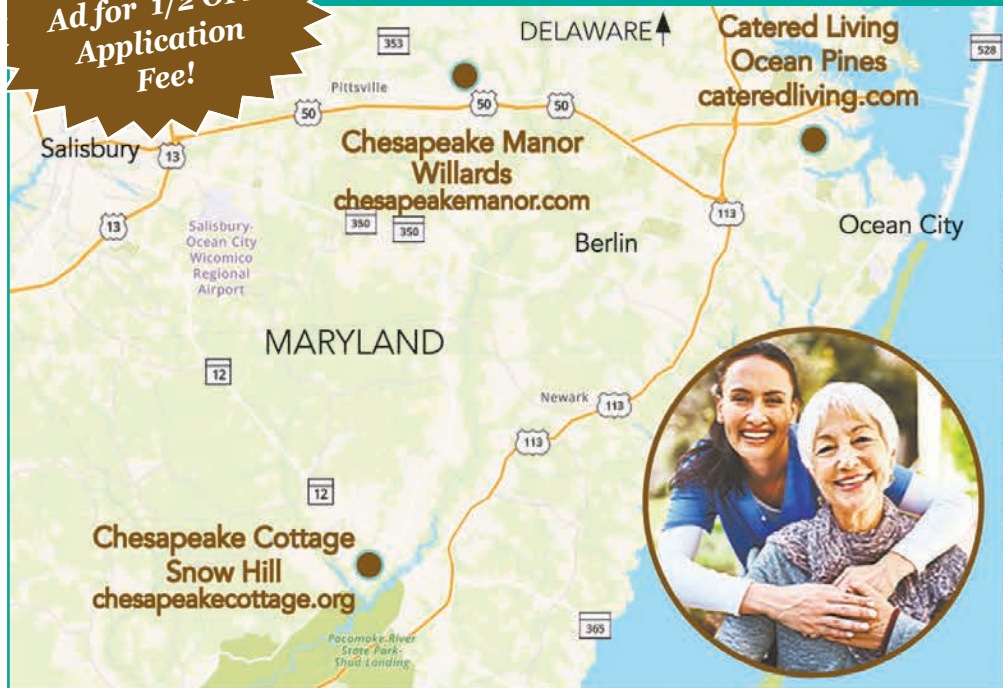 Ad for 1/2 Off
Application
Fee!
DELAWARE
Catered Living
Ocean Pines
cateredliving.com
528
353
Pittsville
50
50
50
Salisbury
13
Chesapeake Manor
Willards
chesapeakemanor.com
350
350
13
Salisbury-
Ocean City
Wicomico
Regional
Airport
113
Berlin
Ocean City
MARYLAND
12
Newark
113
113
12
Chesapeake Cottage
Snow Hill
chesapeakecottage.org
365
Pocomoke River
State Park-
Shad Landing